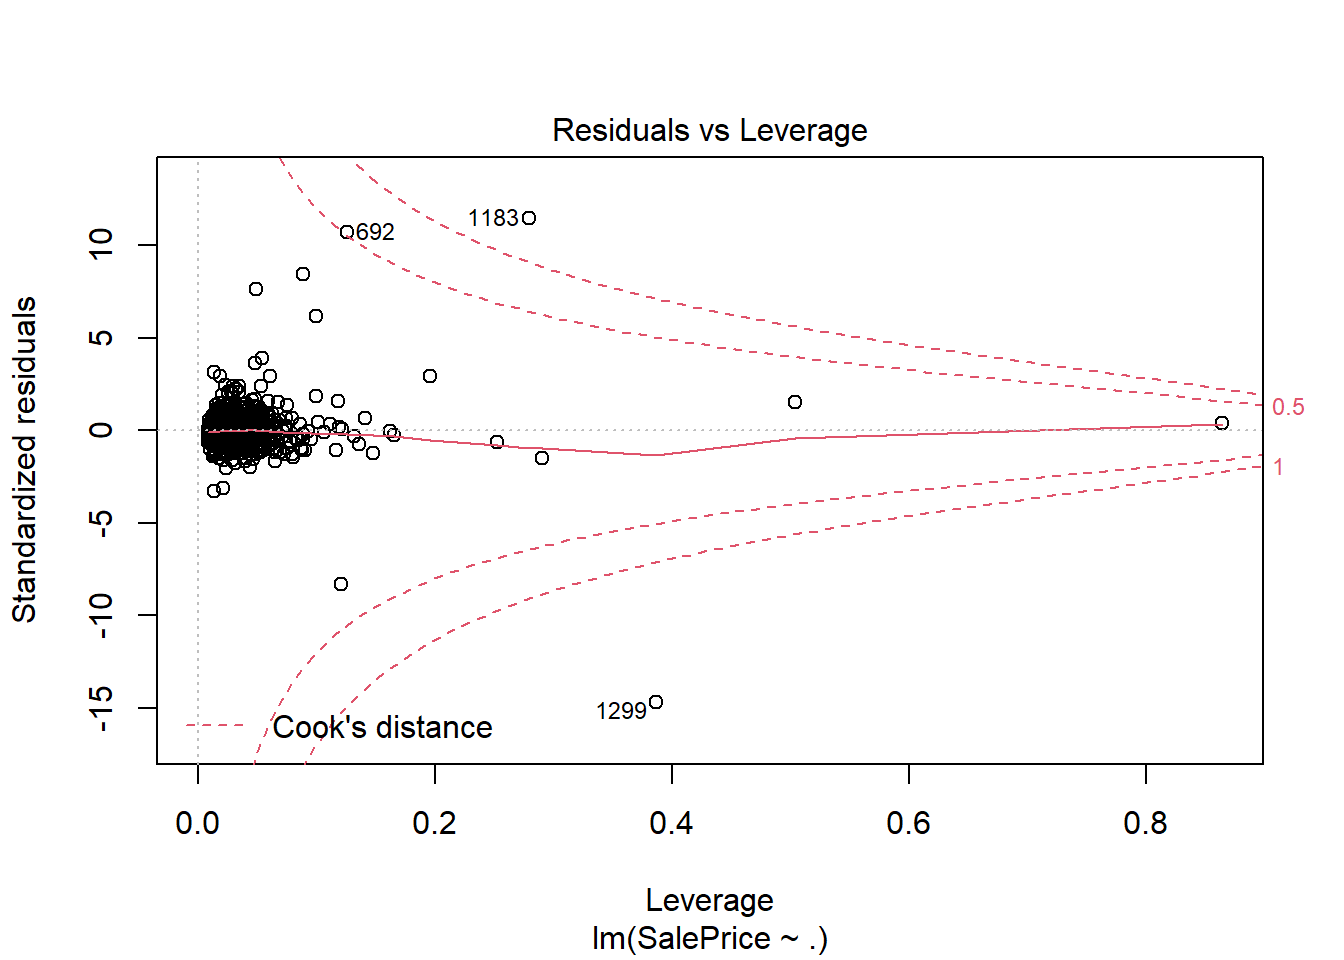 Residuals vs Leverage
Standardized residuals
10
5
0
-5
-10
-15
692
1183
1299
0.5
1
Cook's distance
0.0 0.2 0.4 0.6 0.8
Leverage
lm(SalePrice ~ .)